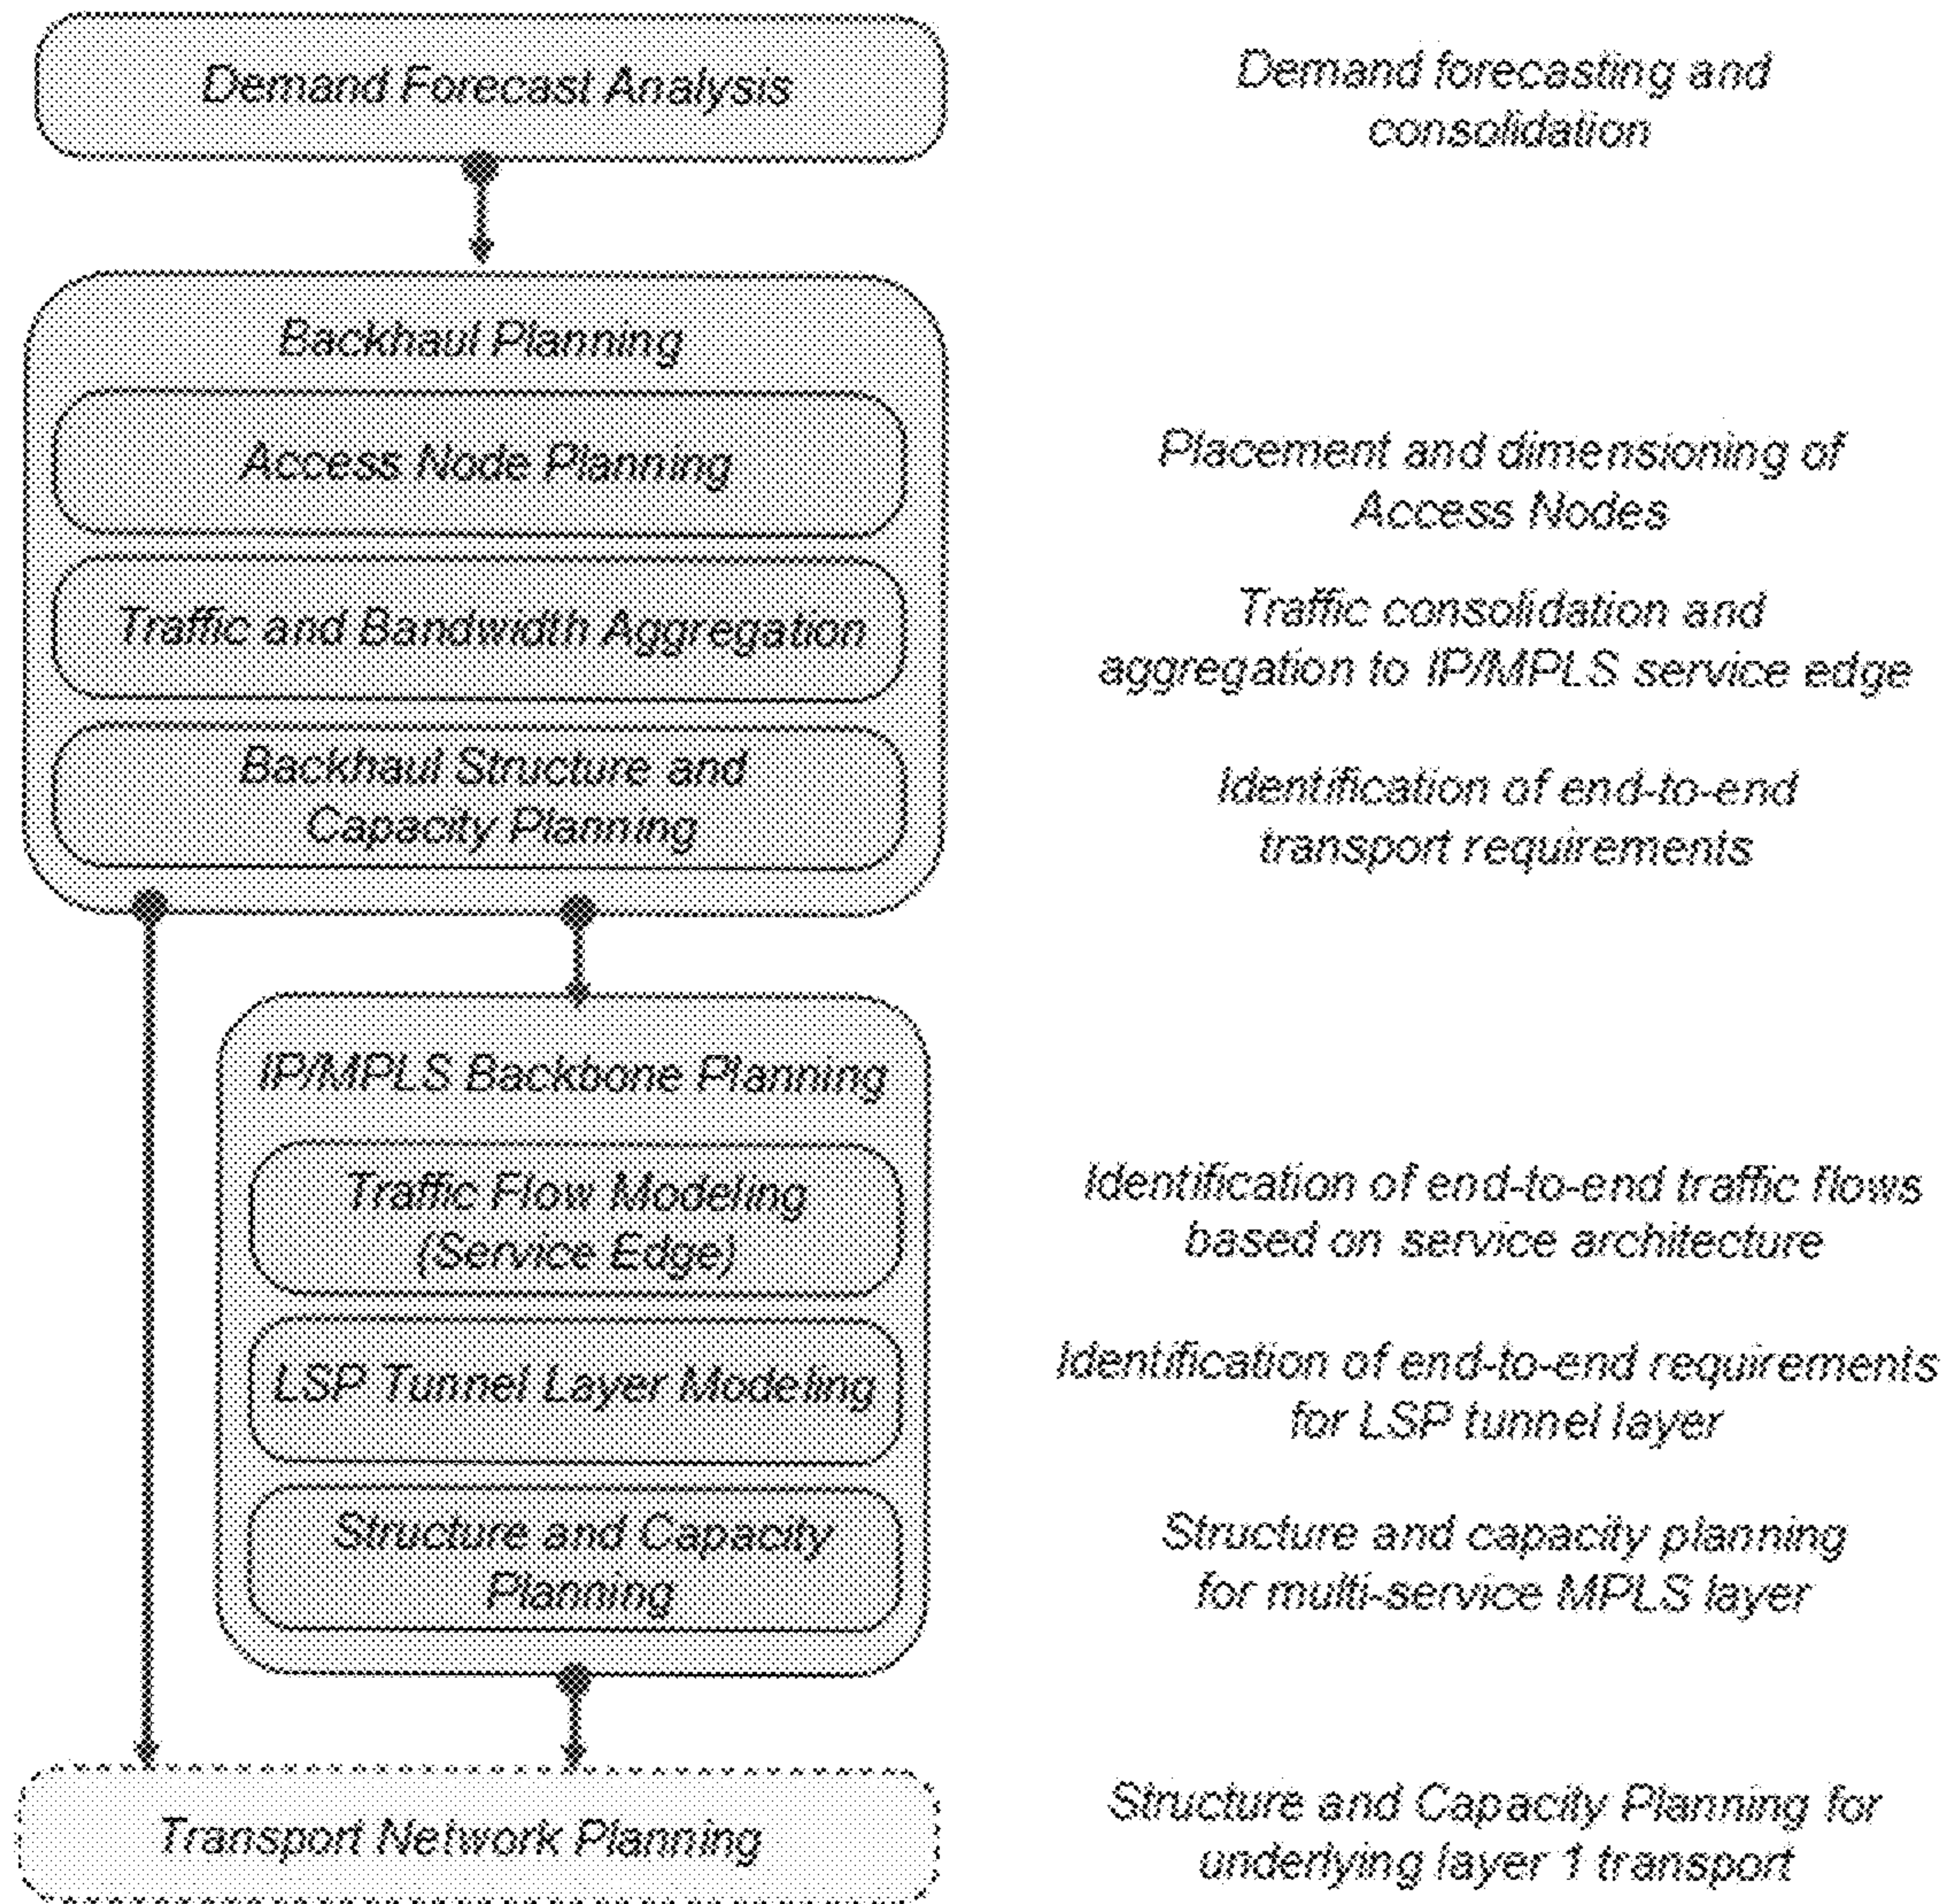 Demand Forecast Analysis
Demand forecasting and
consolidation
Backhaul Planning
Access Node Planning
Placement and dimensioning of
Access Nodes
Traffic and Bandwidth Aggregation
Traffic consolidation and
aggregation to IP/MPLS service edge
Backhaul Structure and
Capacity Planning
Identification of end-to-end
transport requirements
IP/MPLS Backbone Planning
Traffic Flow Modeling
(Service Edge)
Identification of end-to-end traffic flows
based on service architecture
LSP Tunnel Layer Modeling
Identification of end-to-end requirements
for LSP tunnel layer
Structure and Capacity
Planning
Structure and capacity planning
for multi-service MPLS layer
Transport Network Planning
Structure and Capacity Planning for
underlying layer 1 transport